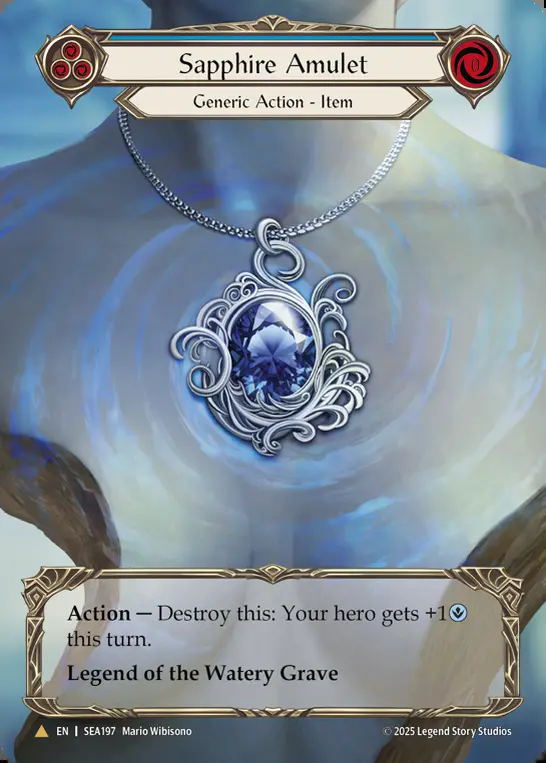 Sapphire Amulet
0
Generic Action - Item
Action — Destroy this: Your hero gets +1
this turn.
Legend of the Watery Grave
EN | SEA197 Mario Wibisono
© 2025 Legend Story Studios